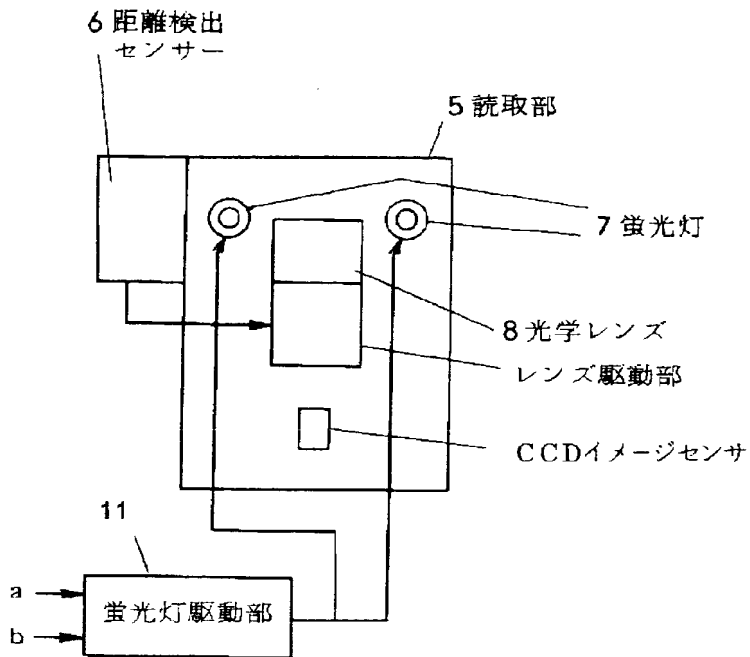 6 距離検出
センサー
5 読取部
7 蛍光灯
8 光学レンズ
レンズ駆動部
CCDイメージセンサ
11
a
蛍光灯駆動部
b